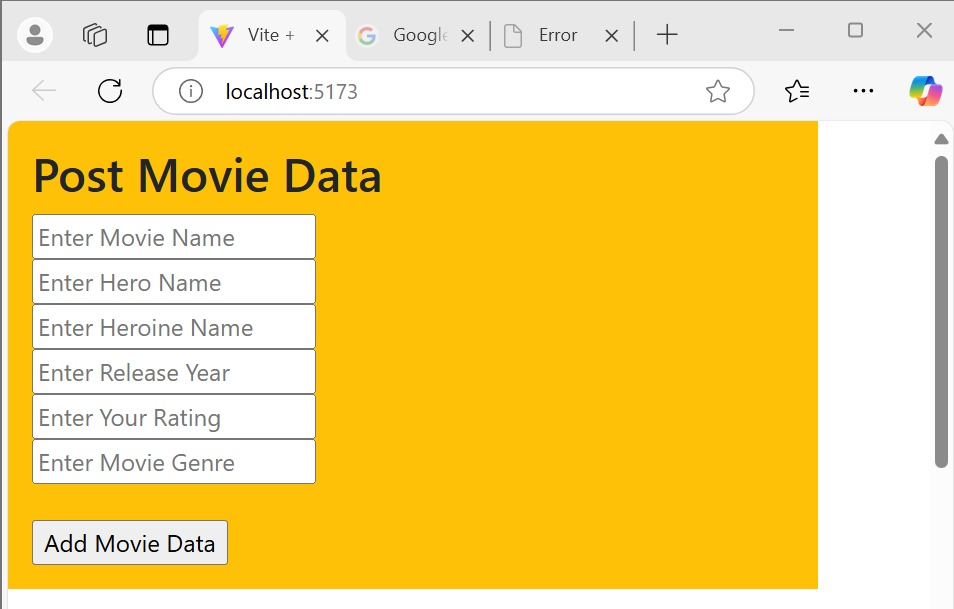 Vite +
Google
Error
localhost:5173
Post Movie Data
Enter Movie Name
Enter Hero Name
Enter Heroine Name
Enter Release Year
Enter Your Rating
Enter Movie Genre
Add Movie Data